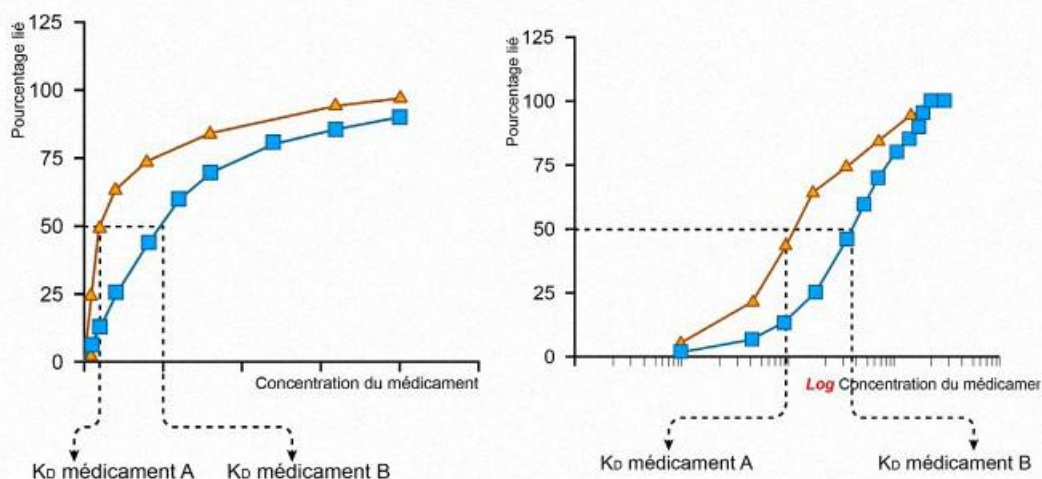 Pourcentage lié
125
100
75
50
25
0
Concentration du médicament
KD médicament A
KD médicament B
Pourcentage lié
125
100
75
50
25
0
Log Concentration du médicamer
KD médicament A
KD médicament B